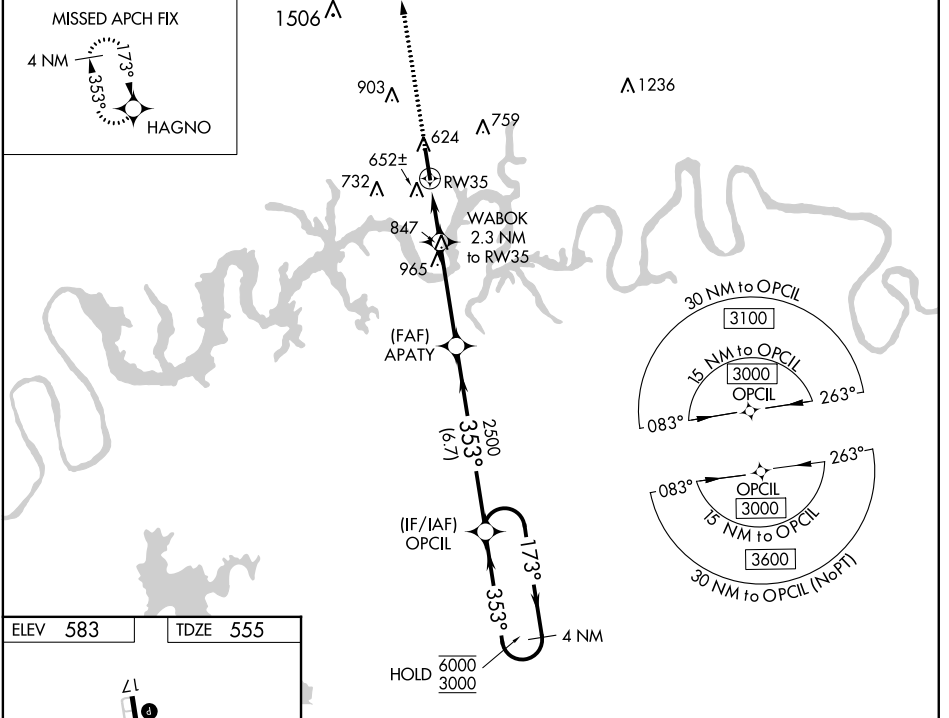 MISSED APCH FIX
4 NM
173°
353°
HAGNO
1506
903
1236
759
624
652±
RW35
732
847
WABOK
2.3 NM
to RW35
965
(FAF)
APATY
2500
353°
(6.7)
(IF/IAF)
OPCIL
173°
353°
4 NM
HOLD
6000
3000
30 NM to OPCIL
3100
15 NM to OPCIL
3000
OPCIL
083°
263°
083°
263°
OPCIL
3000
15 NM to OPCIL
3600
30 NM to OPCIL (NoPT)
ELEV 583
TDZE 555
17
P